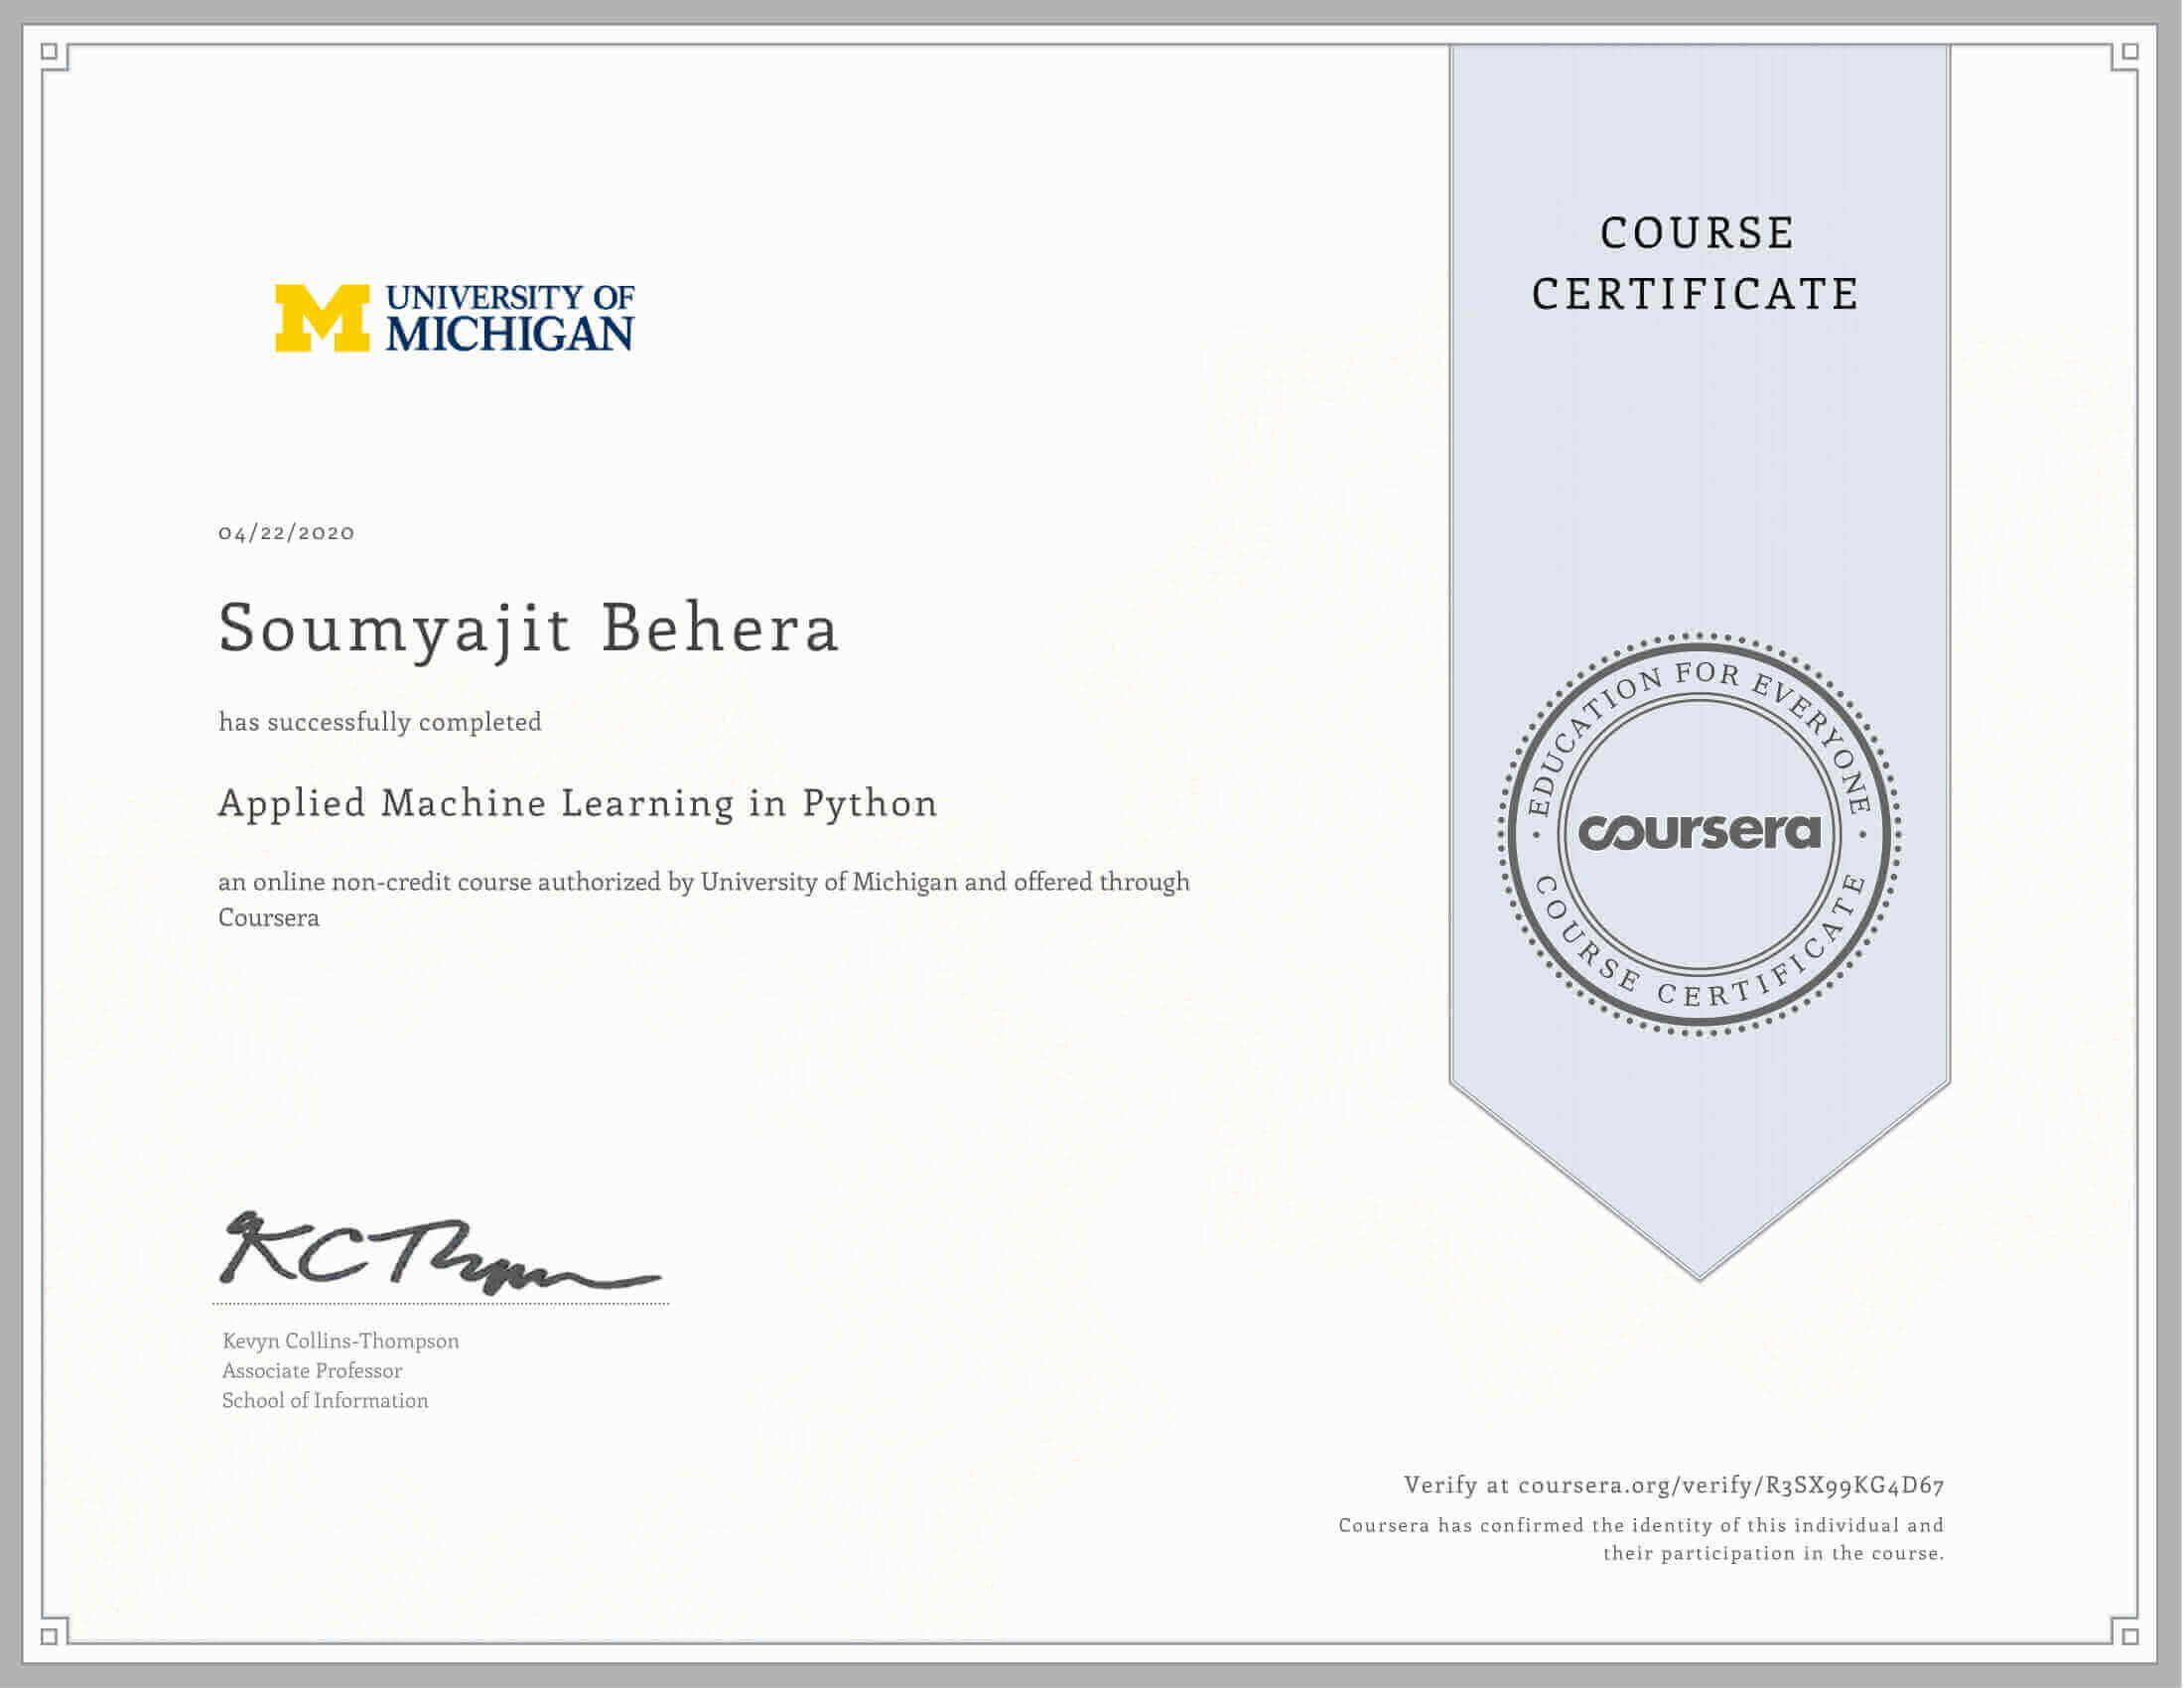 COURSE
CERTIFICATE
UNIVERSITY OF
MICHIGAN
04/22/2020
Soumyajit Behera
has successfully completed
Applied Machine Learning in Python
an online non-credit course authorized by University of Michigan and offered through
Coursera
EDUCATION FOR EVERYONE
coursera
COURSE CERTIFICATE
KC Thompson
Kevyn Collins-Thompson
Associate Professor
School of Information
Verify at coursera.org/verify/R3SX99KG4D67
Coursera has confirmed the identity of this individual and
their participation in the course.